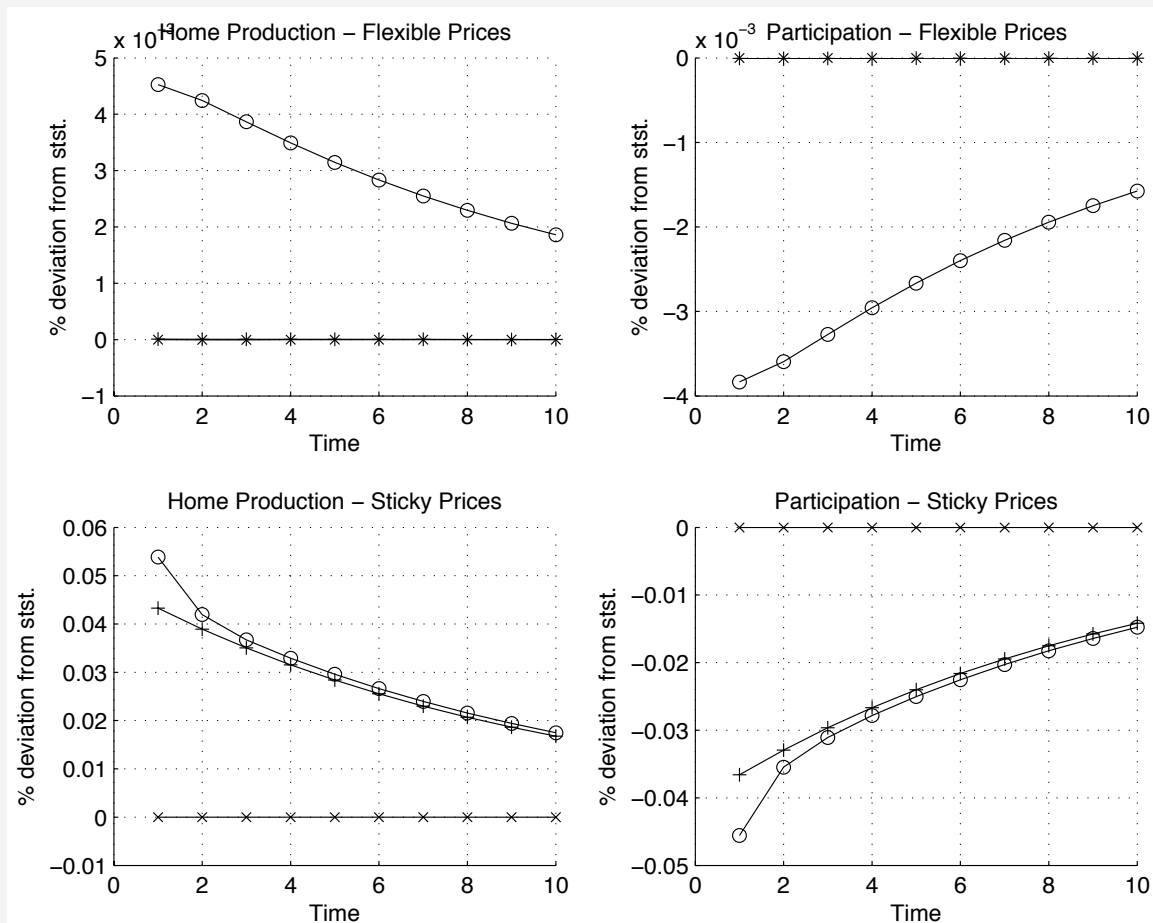 x 10⁻³
Home Production – Flexible Prices
5
4
3
2
1
0
−1
% deviation from stst.
0 2 4 6 8 10
Time
x 10⁻³
Participation – Flexible Prices
0
−1
−2
−3
−4
% deviation from stst.
0 2 4 6 8 10
Time
Home Production – Sticky Prices
0.06
0.05
0.04
0.03
0.02
0.01
0
−0.01
% deviation from stst.
0 2 4 6 8 10
Time
Participation – Sticky Prices
0
−0.01
−0.02
−0.03
−0.04
−0.05
% deviation from stst.
0 2 4 6 8 10
Time